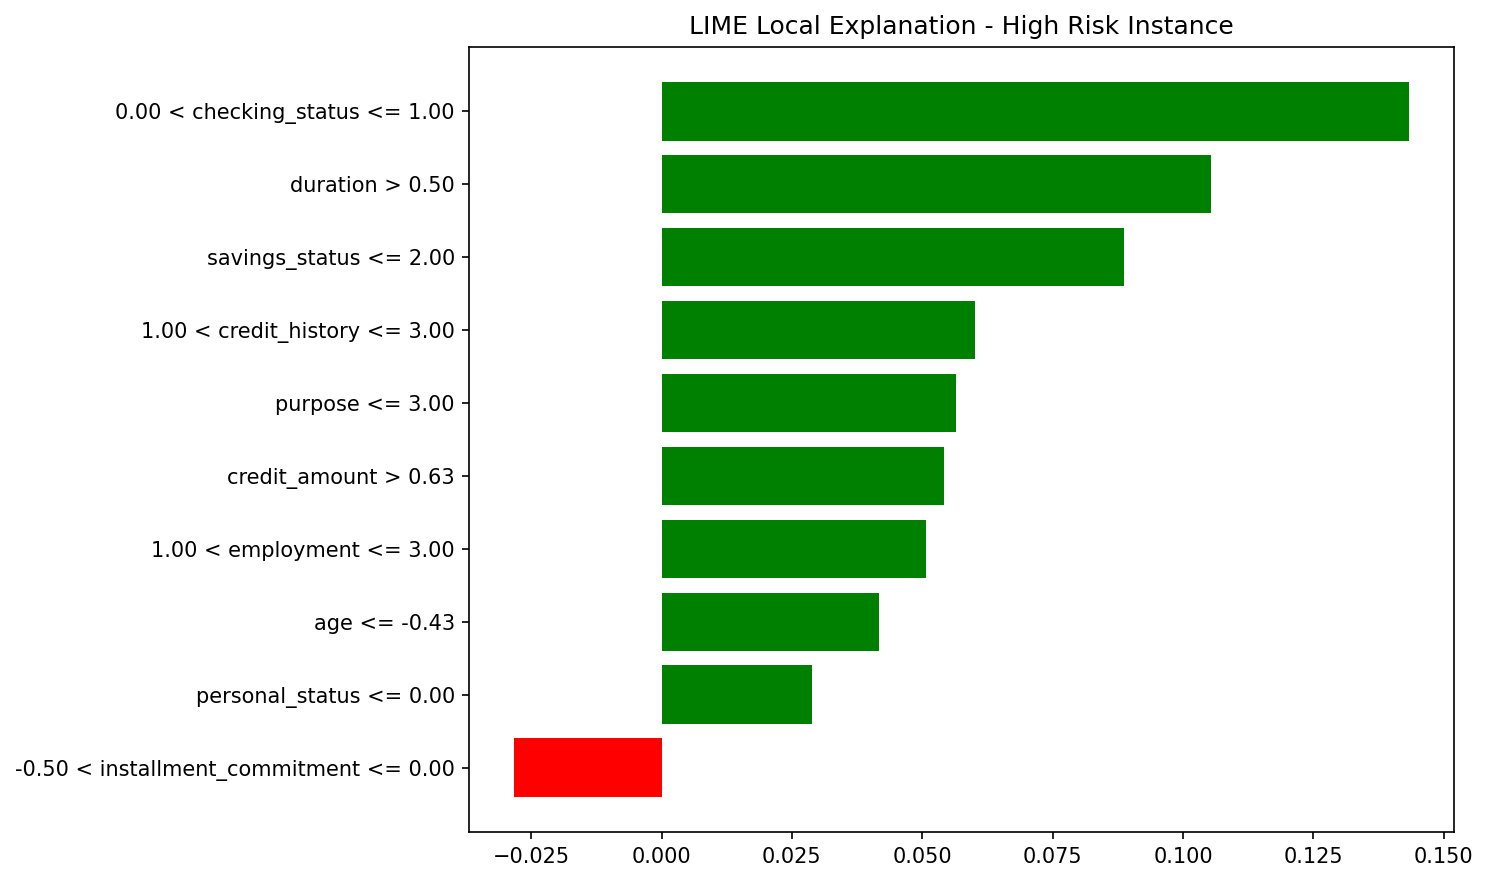 LIME Local Explanation - High Risk Instance
0.00 < checking_status <= 1.00
duration > 0.50
savings_status <= 2.00
1.00 < credit_history <= 3.00
purpose <= 3.00
credit_amount > 0.63
1.00 < employment <= 3.00
age <= -0.43
personal_status <= 0.00
-0.50 < installment_commitment <= 0.00
−0.025 0.000 0.025 0.050 0.075 0.100 0.125 0.150